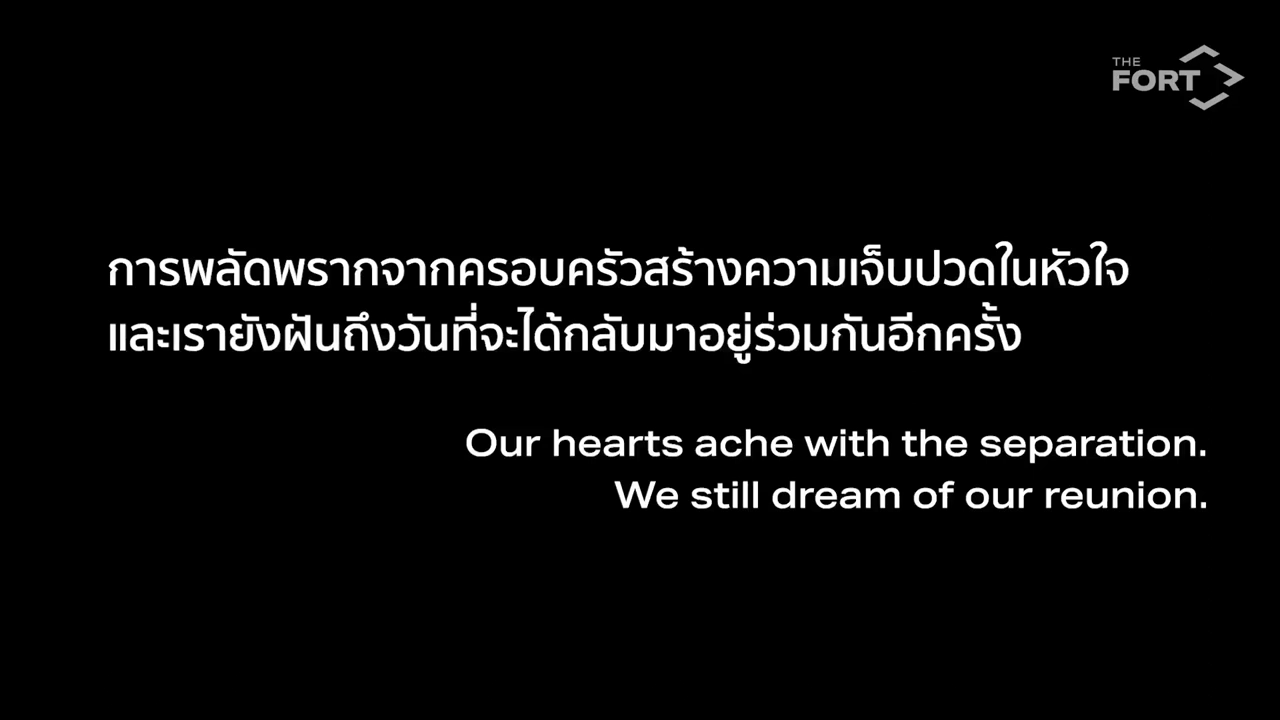 THE
FORT
การพลัดพรากจากครอบครัวสร้างความเจ็บปวดในหัวใจ
และเรายังฝันถึงวันที่จะได้กลับมาอยู่ร่วมกันอีกครั้ง
Our hearts ache with the separation.
We still dream of our reunion.